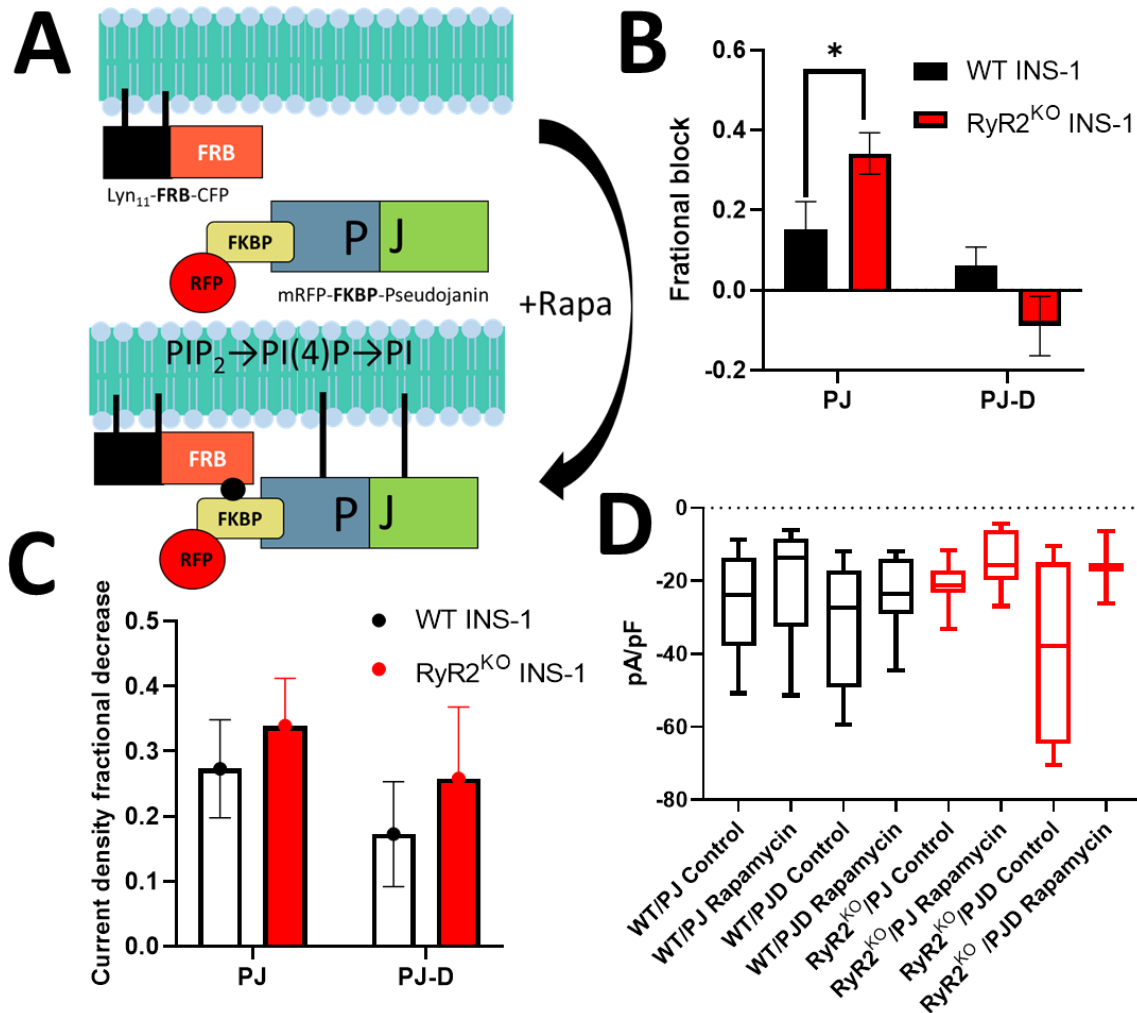 A
FRB
Lyn₁₁-FRB-CFP
FKBP
P J
RFP
mRFP-FKBP-Pseudojanin
+Rapa
PIP₂→PI(4)P→PI
FRB
FKBP
P J
RFP
B
Frational block
0.6
0.4
0.2
0.0
-0.2
*
WT INS-1
RyR2ᴷᴼ INS-1
PJ
PJ-D
C
Current density fractional decrease
0.5
0.4
0.3
0.2
0.1
0.0
WT INS-1
RyR2ᴷᴼ INS-1
PJ
PJ-D
D
pA/pF
0
-20
-40
-60
-80
WT/PJ Control
WT/PJ Rapamycin
WT/PJD Control
WT/PJD Rapamycin
RyR2ᴷᴼ/PJ Control
RyR2ᴷᴼ/PJ Rapamycin
RyR2ᴷᴼ/PJD Control
RyR2ᴷᴼ /PJD Rapamycin